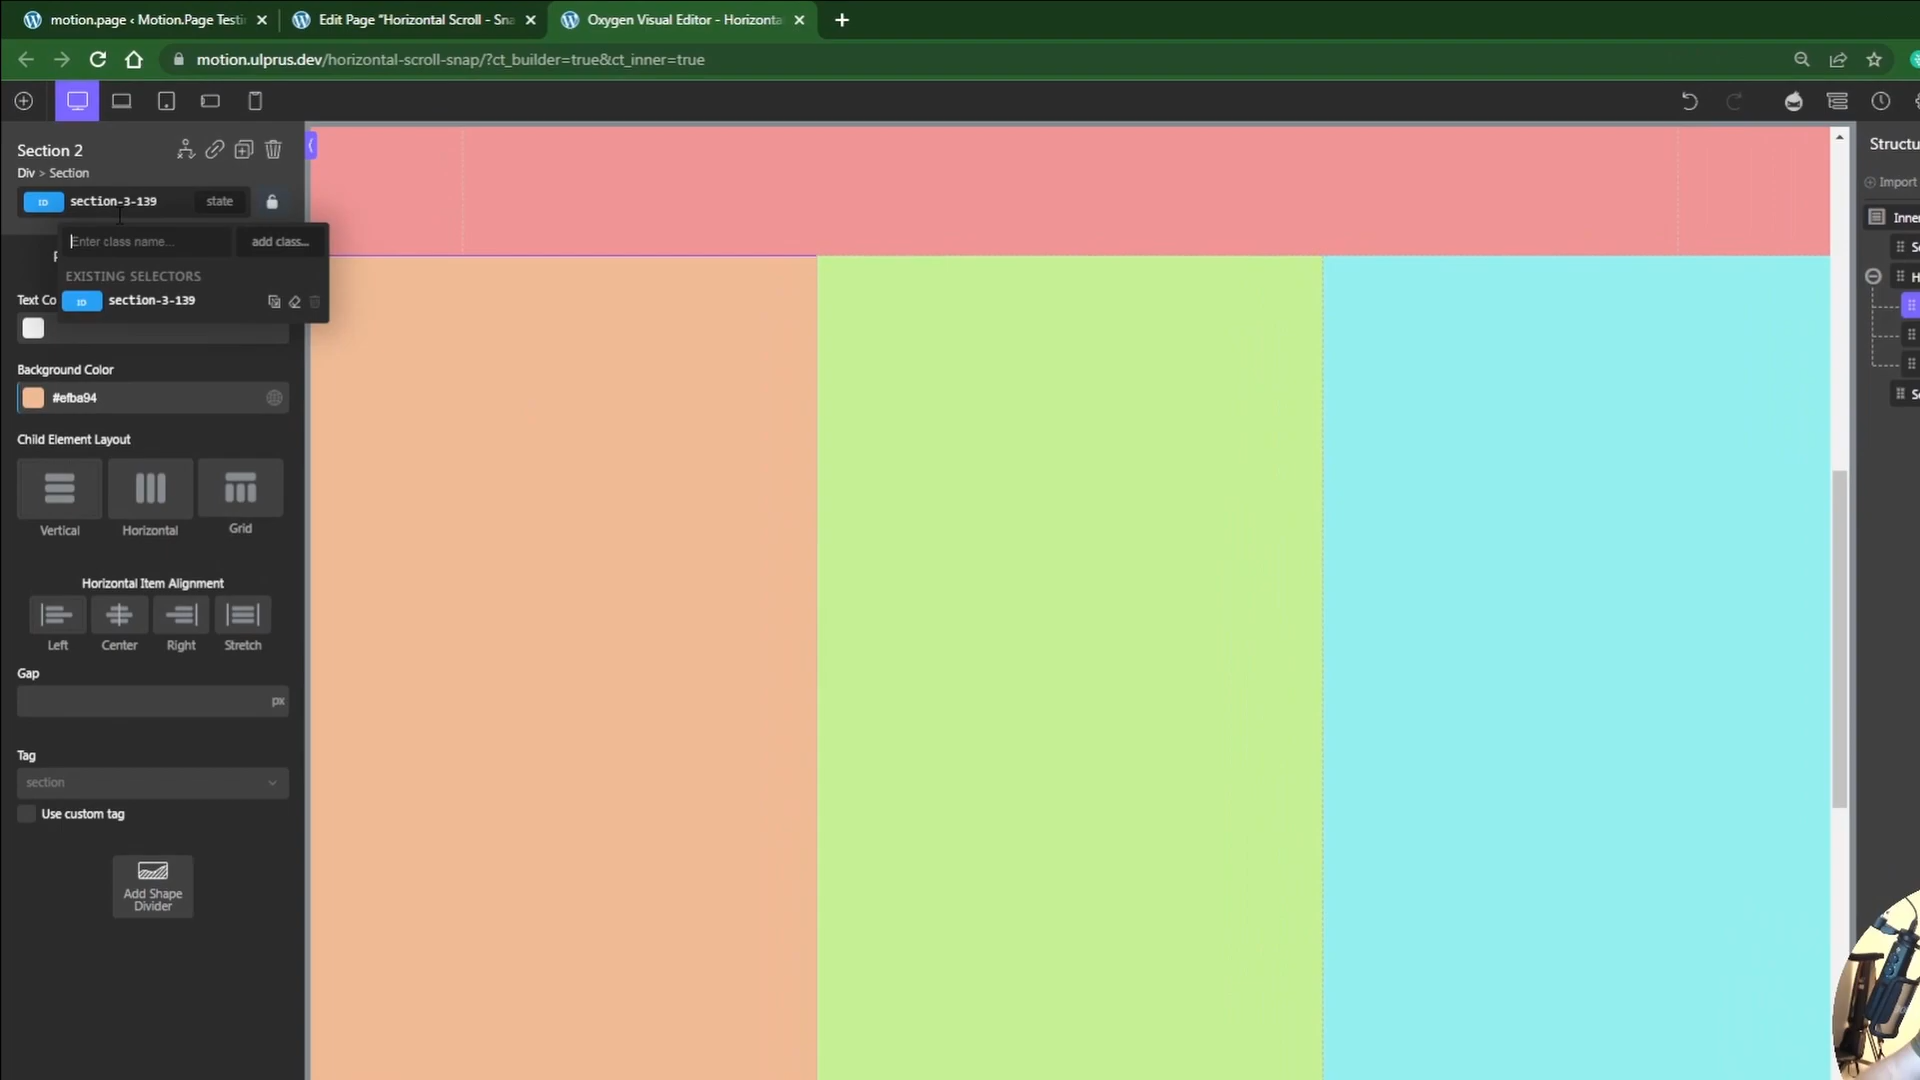 motion.page ‹ Motion.Page Testi
Edit Page "Horizontal Scroll - Sna
Oxygen Visual Editor - Horizonta
motion.ulprus.dev/horizontal-scroll-snap/?ct_builder=true&ct_inner=true
Section 2
Div > Section
ID section-3-139 state
Enter class name... add class...
EXISTING SELECTORS
ID section-3-139
Text Co
Background Color
#efba94
Child Element Layout
Vertical Horizontal Grid
Horizontal Item Alignment
Left Center Right Stretch
Gap
px
Tag
section
Use custom tag
Add Shape
Divider
Structu
Import
Inner
Se
H
Se